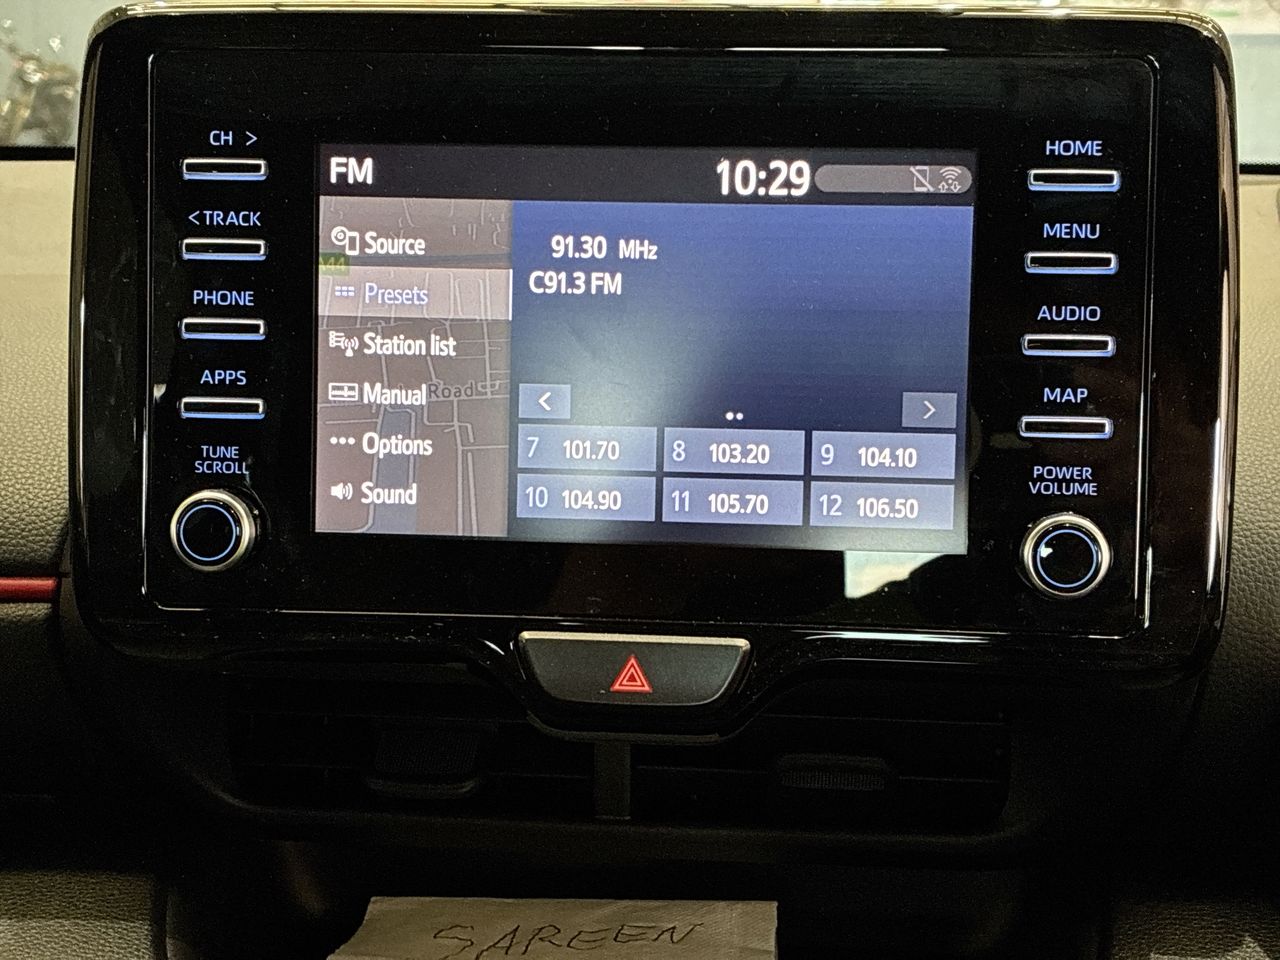 CH >
<TRACK
PHONE
APPS
TUNE
SCROLL
FM
10:29
Source
A44
Presets
Station list
Manual
Road
Options
Sound
91.30 MHz
C91.3 FM
<
>
7 101.70
8 103.20
9 104.10
10 104.90
11 105.70
12 106.50
HOME
MENU
AUDIO
MAP
POWER
VOLUME
SAREEN